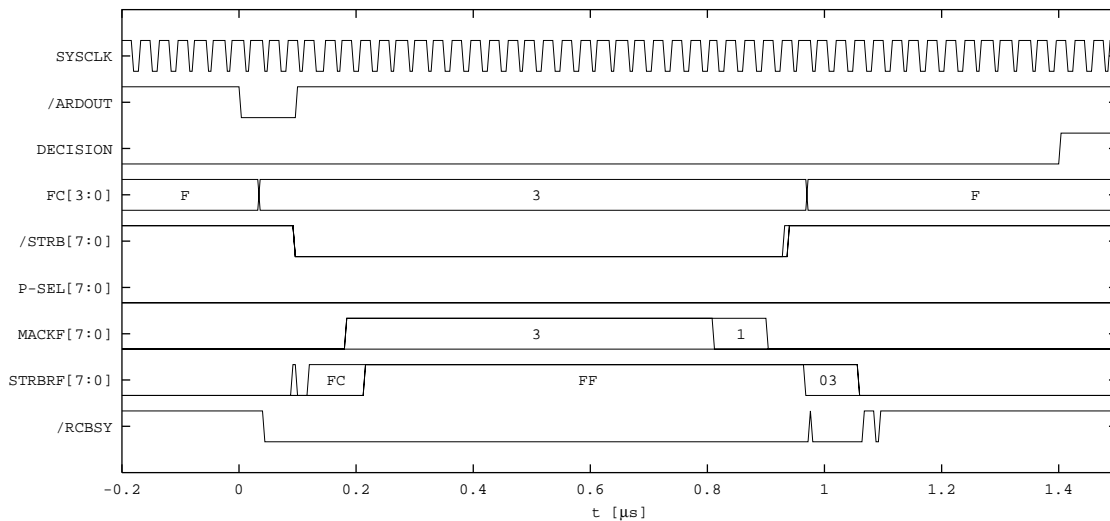 SYSCLK
/ARDOUT
DECISION
FC[3:0] F 3 F
/STRB[7:0]
P-SEL[7:0]
MACKF[7:0] 3 1
STRBRF[7:0] FC FF 03
/RCBSY
-0.2 0 0.2 0.4 0.6 0.8 1 1.2 1.4
t [μs]